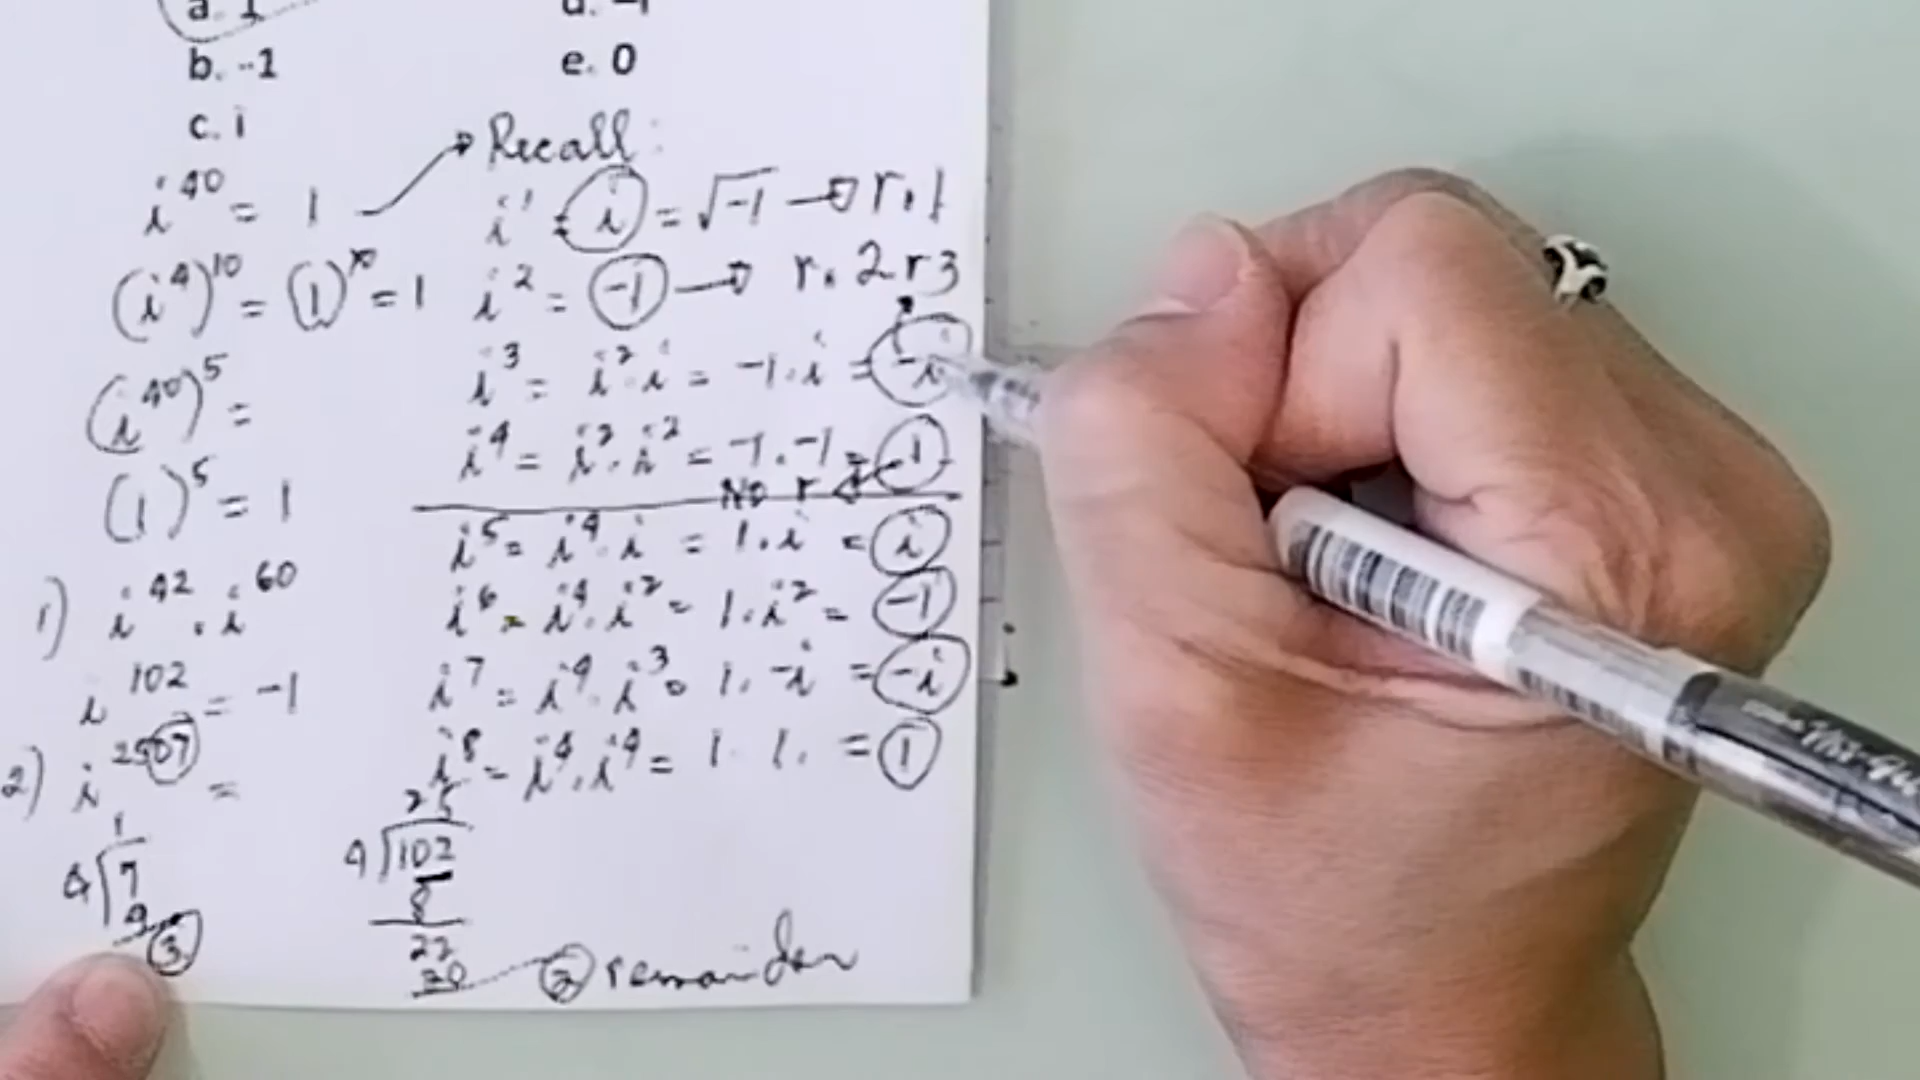 a. 1
d. -i
b. -1
e. 0
c. i
Recall:
i^40 = 1
i^1 = i = √-1 → r. 1
(i^4)^10 = (1)^10 = 1
i^2 = -1 → r. 2
r3
i^3 = i^2 · i = -1 · i = -i
(i^40)^5 =
i^4 = i^2 · i^2 = -1 · -1 = 1
No r
(1)^5 = 1
i^5 = i^4 · i = 1 · i = i
1) i^42 · i^60
i^6 = i^4 · i^2 = 1 · i^2 = -1
i^102 = -1
i^7 = i^4 · i^3 = 1 · -i = -i
2) i^2507 =
i^8 = i^4 · i^4 = 1 · 1 · = 1
1
4)7
4
3
25
4)102
8
22
20
2 remainder